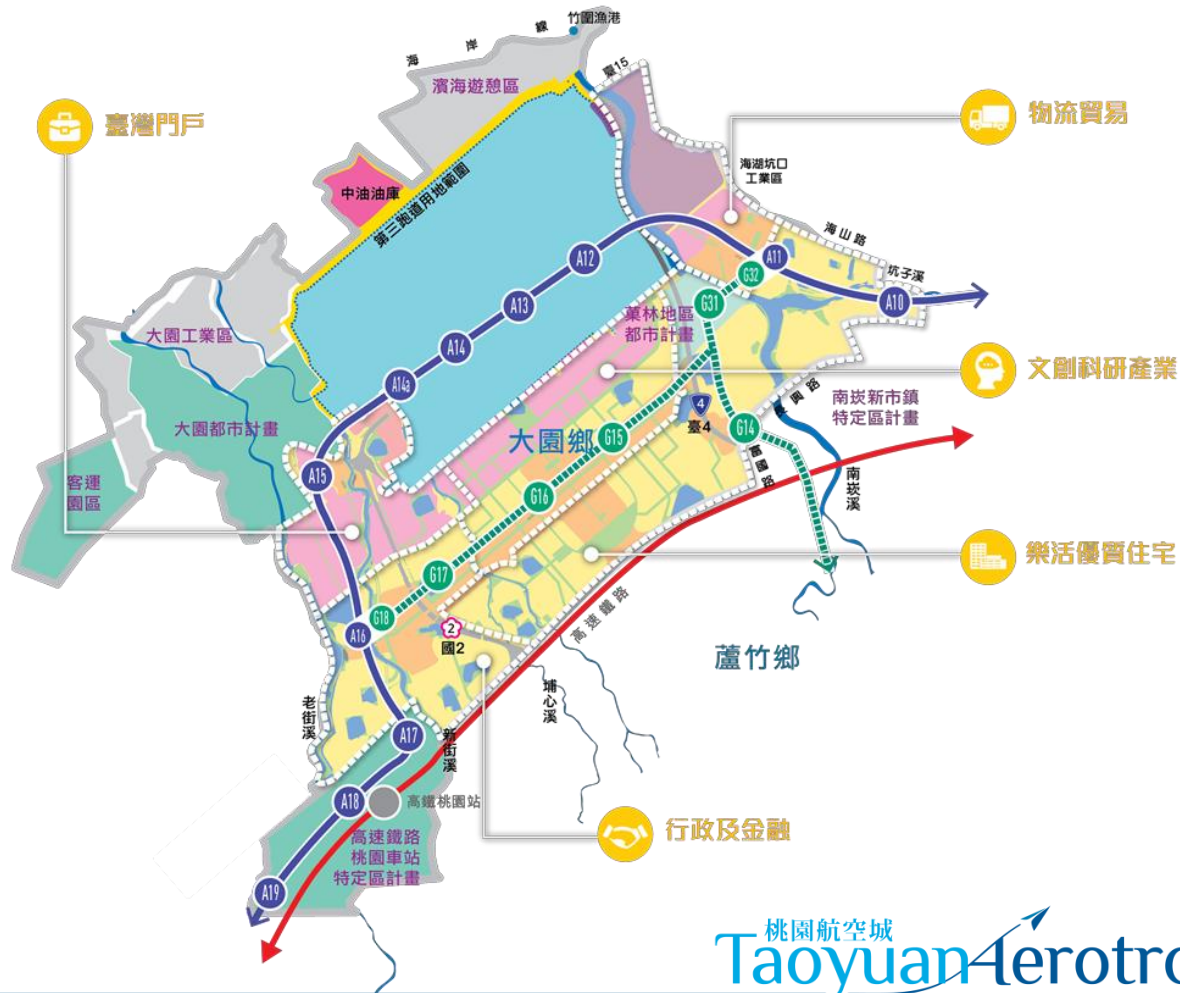 竹圍漁港
海岸線
臺15
濱海遊憩區
臺灣門戶
物流貿易
中油油庫
第三跑道用地範圍
海湖坑口
工業區
海山路
坑子溪
A12
A11
G32
A10
A13
G31
菓林地區
都市計畫
大園工業區
A14
A14a
文創科研產業
南崁新市鎮
特定區計畫
4
臺4
G14
大園都市計畫
大園鄉
G15
A15
客運
園區
G16
南崁溪
樂活優質住宅
G17
G18
A16
2
國2
高速鐵路
蘆竹鄉
埔心溪
老街溪
A17
新街溪
A18
高鐵桃園站
行政及金融
高速鐵路
桃園車站
特定區計畫
A19
桃園航空城
Taoyuan Aerotro